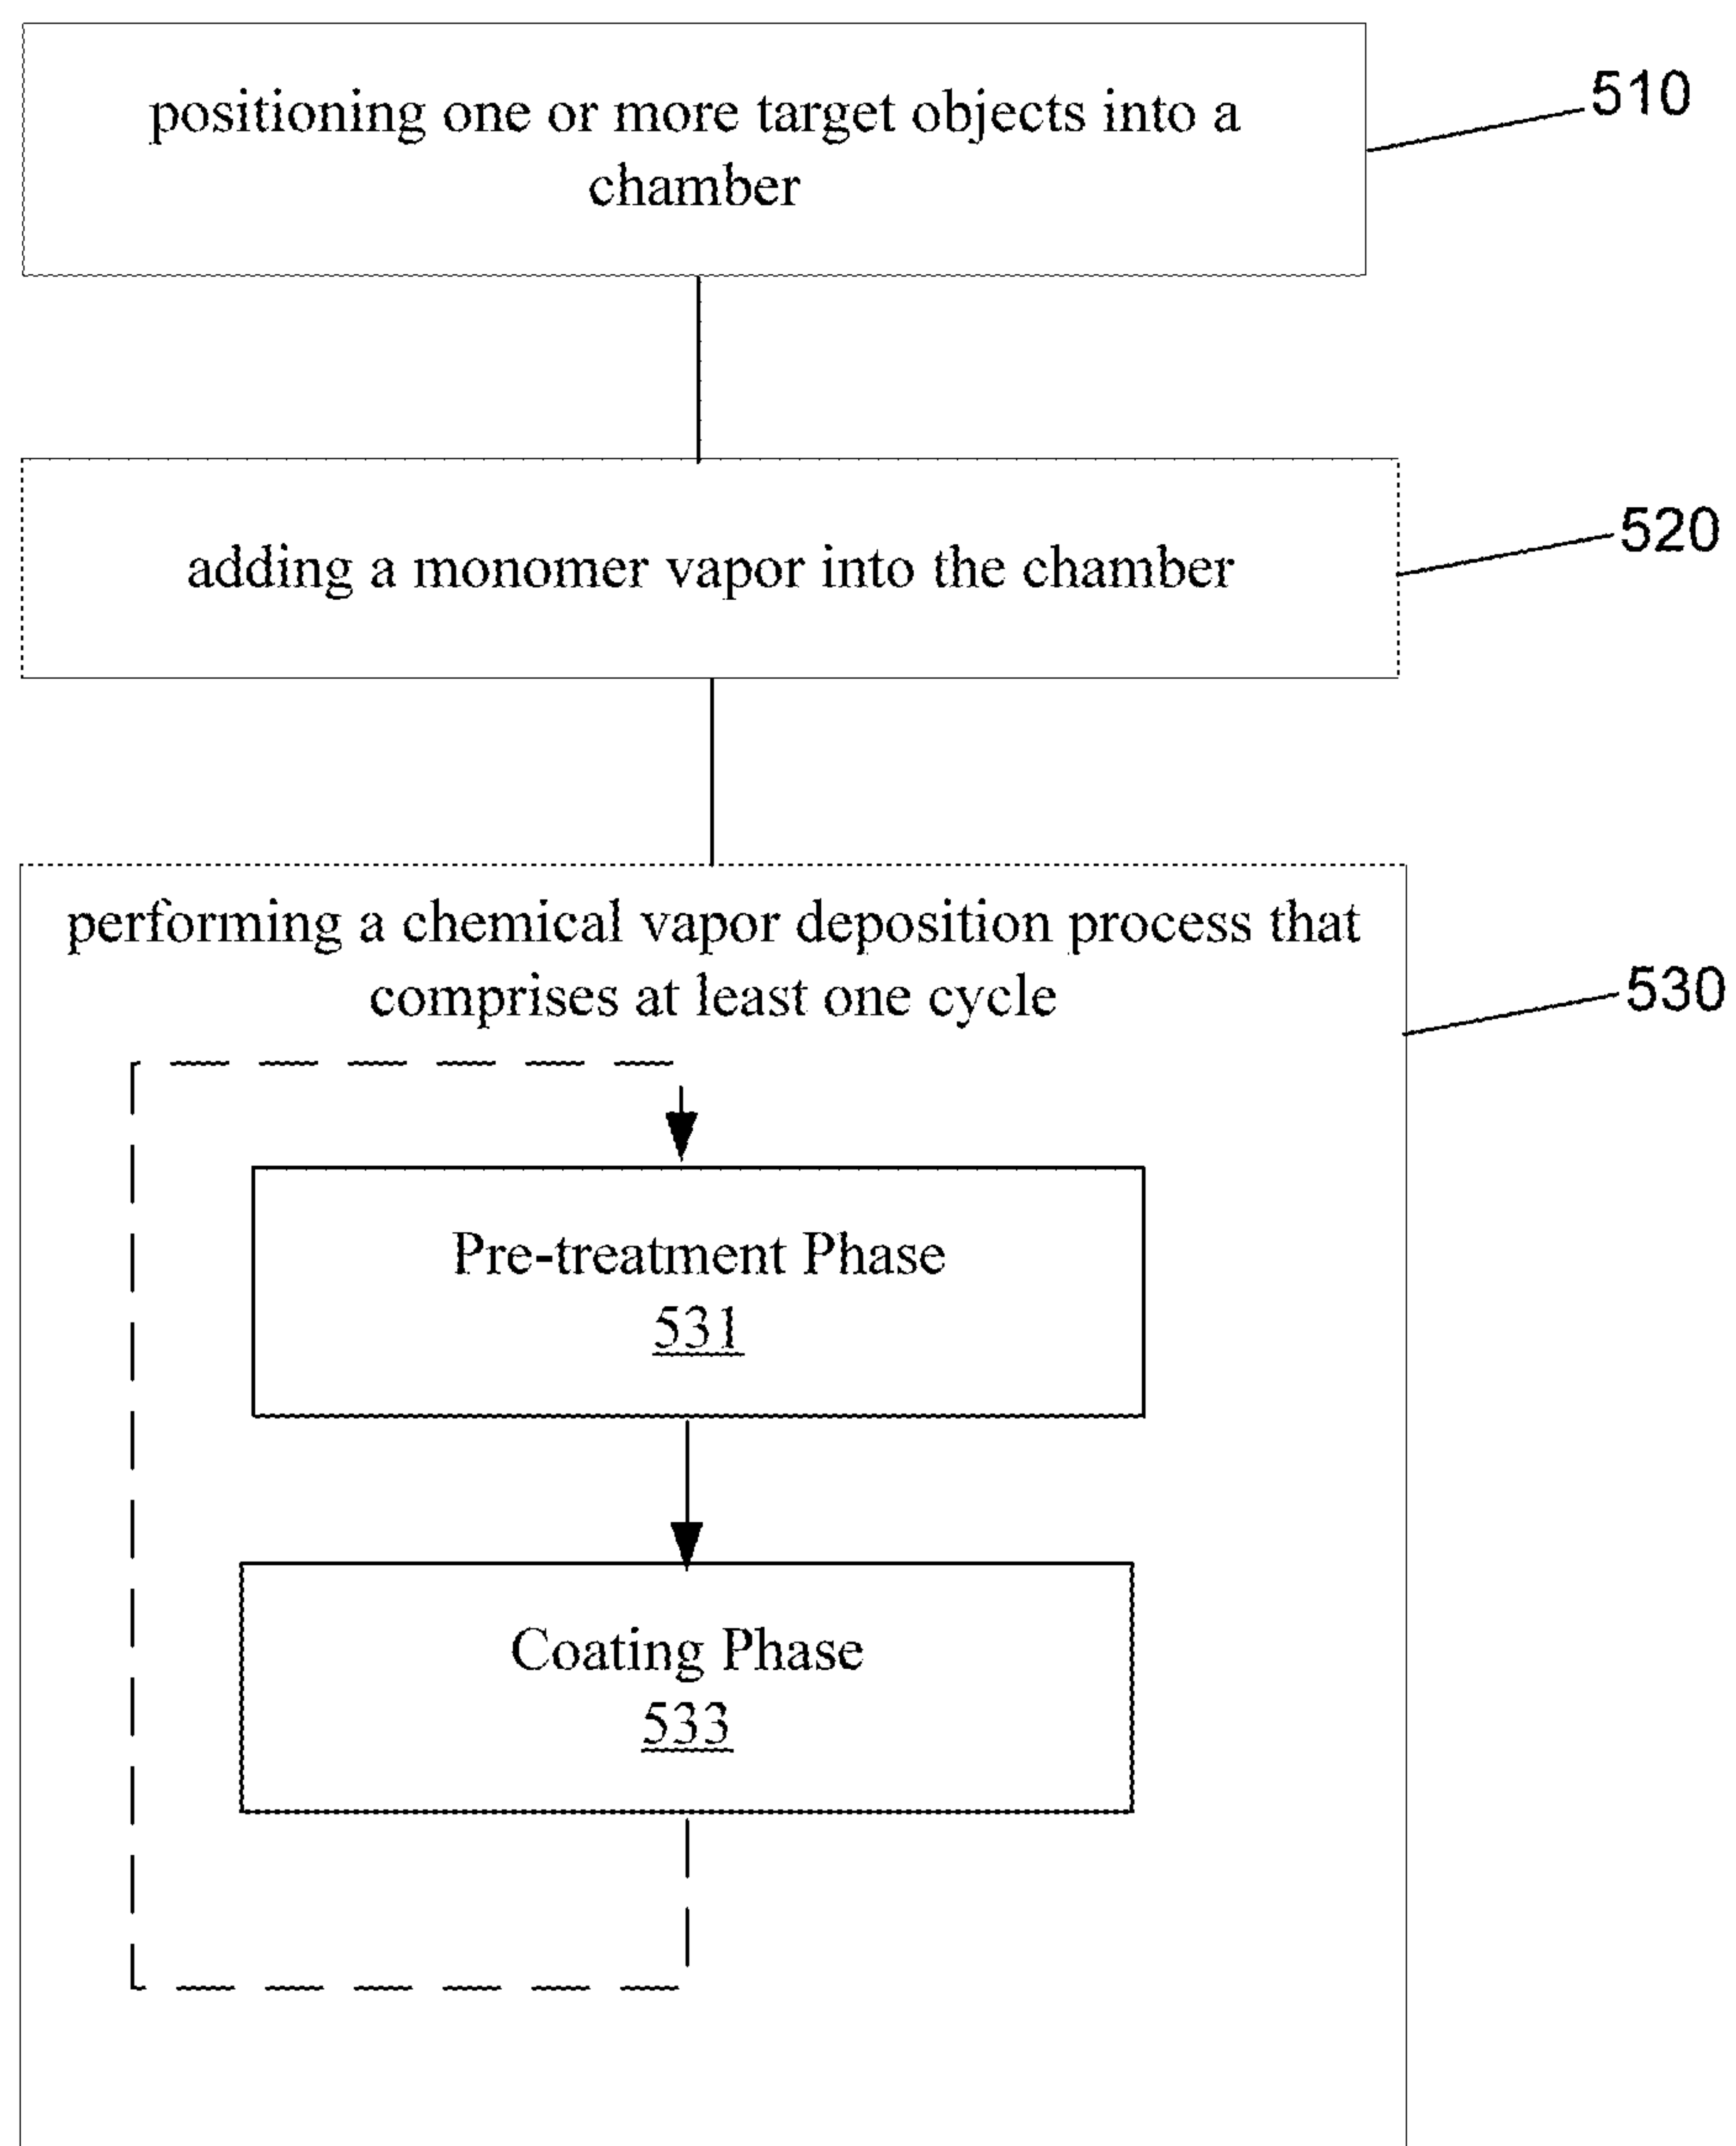 positioning one or more target objects into a
chamber
510
adding a monomer vapor into the chamber
520
performing a chemical vapor deposition process that
comprises at least one cycle
530
Pre-treatment Phase
531
Coating Phase
533